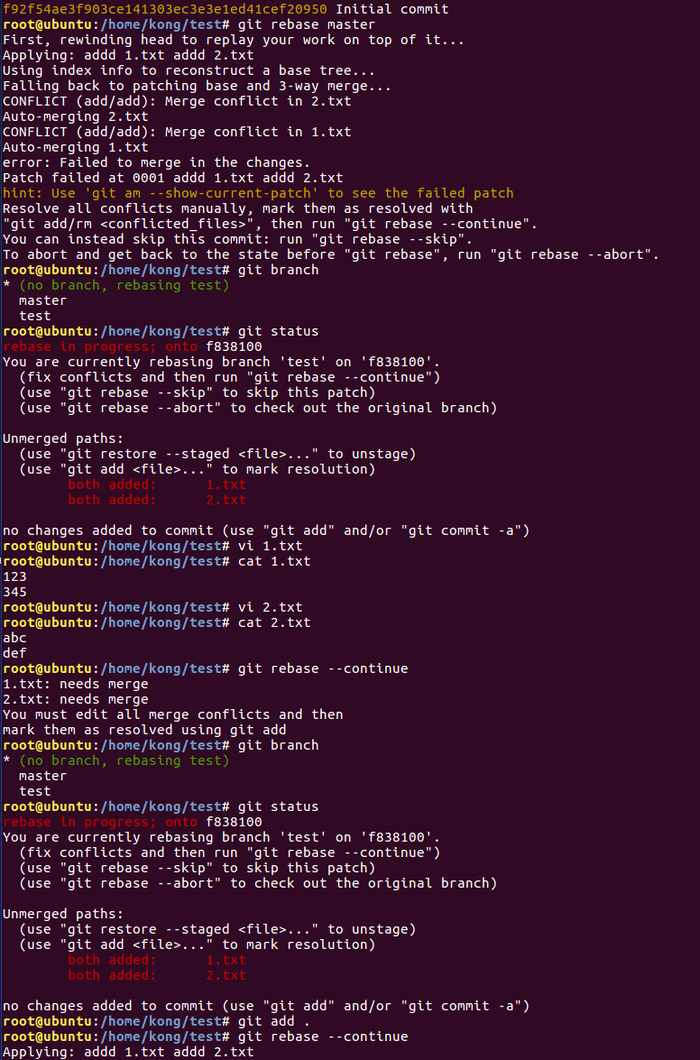 f92f54ae3f903ce141303ec3e3e1ed41cef20950 Initial commit
root@ubuntu:/home/kong/test# git rebase master
First, rewinding head to replay your work on top of it...
Applying: addd 1.txt addd 2.txt
Using index info to reconstruct a base tree...
Falling back to patching base and 3-way merge...
CONFLICT (add/add): Merge conflict in 2.txt
Auto-merging 2.txt
CONFLICT (add/add): Merge conflict in 1.txt
Auto-merging 1.txt
error: Failed to merge in the changes.
Patch failed at 0001 addd 1.txt addd 2.txt
hint: Use 'git am --show-current-patch' to see the failed patch
Resolve all conflicts manually, mark them as resolved with
"git add/rm <conflicted_files>", then run "git rebase --continue".
You can instead skip this commit: run "git rebase --skip".
To abort and get back to the state before "git rebase", run "git rebase --abort".
root@ubuntu:/home/kong/test# git branch
* (no branch, rebasing test)
  master
  test
root@ubuntu:/home/kong/test# git status
rebase in progress; onto f838100
You are currently rebasing branch 'test' on 'f838100'.
  (fix conflicts and then run "git rebase --continue")
  (use "git rebase --skip" to skip this patch)
  (use "git rebase --abort" to check out the original branch)
Unmerged paths:
  (use "git restore --staged <file>..." to unstage)
  (use "git add <file>..." to mark resolution)
        both added:      1.txt
        both added:      2.txt
no changes added to commit (use "git add" and/or "git commit -a")
root@ubuntu:/home/kong/test# vi 1.txt
root@ubuntu:/home/kong/test# cat 1.txt
123
345
root@ubuntu:/home/kong/test# vi 2.txt
root@ubuntu:/home/kong/test# cat 2.txt
abc
def
root@ubuntu:/home/kong/test# git rebase --continue
1.txt: needs merge
2.txt: needs merge
You must edit all merge conflicts and then
mark them as resolved using git add
root@ubuntu:/home/kong/test# git branch
* (no branch, rebasing test)
  master
  test
root@ubuntu:/home/kong/test# git status
rebase in progress; onto f838100
You are currently rebasing branch 'test' on 'f838100'.
  (fix conflicts and then run "git rebase --continue")
  (use "git rebase --skip" to skip this patch)
  (use "git rebase --abort" to check out the original branch)
Unmerged paths:
  (use "git restore --staged <file>..." to unstage)
  (use "git add <file>..." to mark resolution)
        both added:      1.txt
        both added:      2.txt
no changes added to commit (use "git add" and/or "git commit -a")
root@ubuntu:/home/kong/test# git add .
root@ubuntu:/home/kong/test# git rebase --continue
Applying: addd 1.txt addd 2.txt